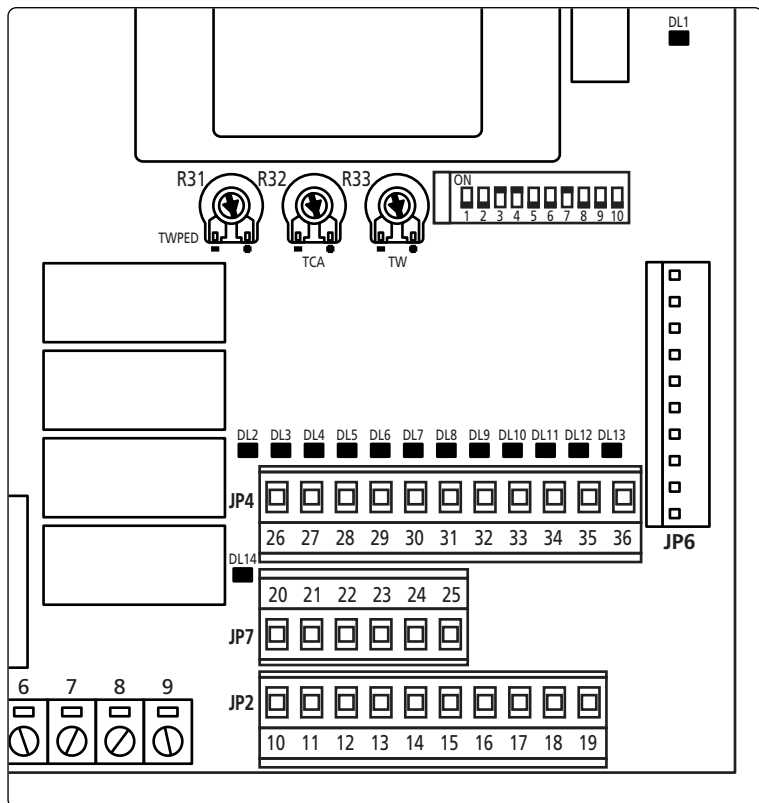 DL1
R31 R32 R33
ON
1 2 3 4 5 6 7 8 9 10
TWPED
TCA TW
DL2 DL3 DL4 DL5 DL6 DL7 DL8 DL9 DL10 DL11 DL12 DL13
JP4
26 27 28 29 30 31 32 33 34 35 36
JP6
DL14
20 21 22 23 24 25
JP7
6 7 8 9
JP2
10 11 12 13 14 15 16 17 18 19